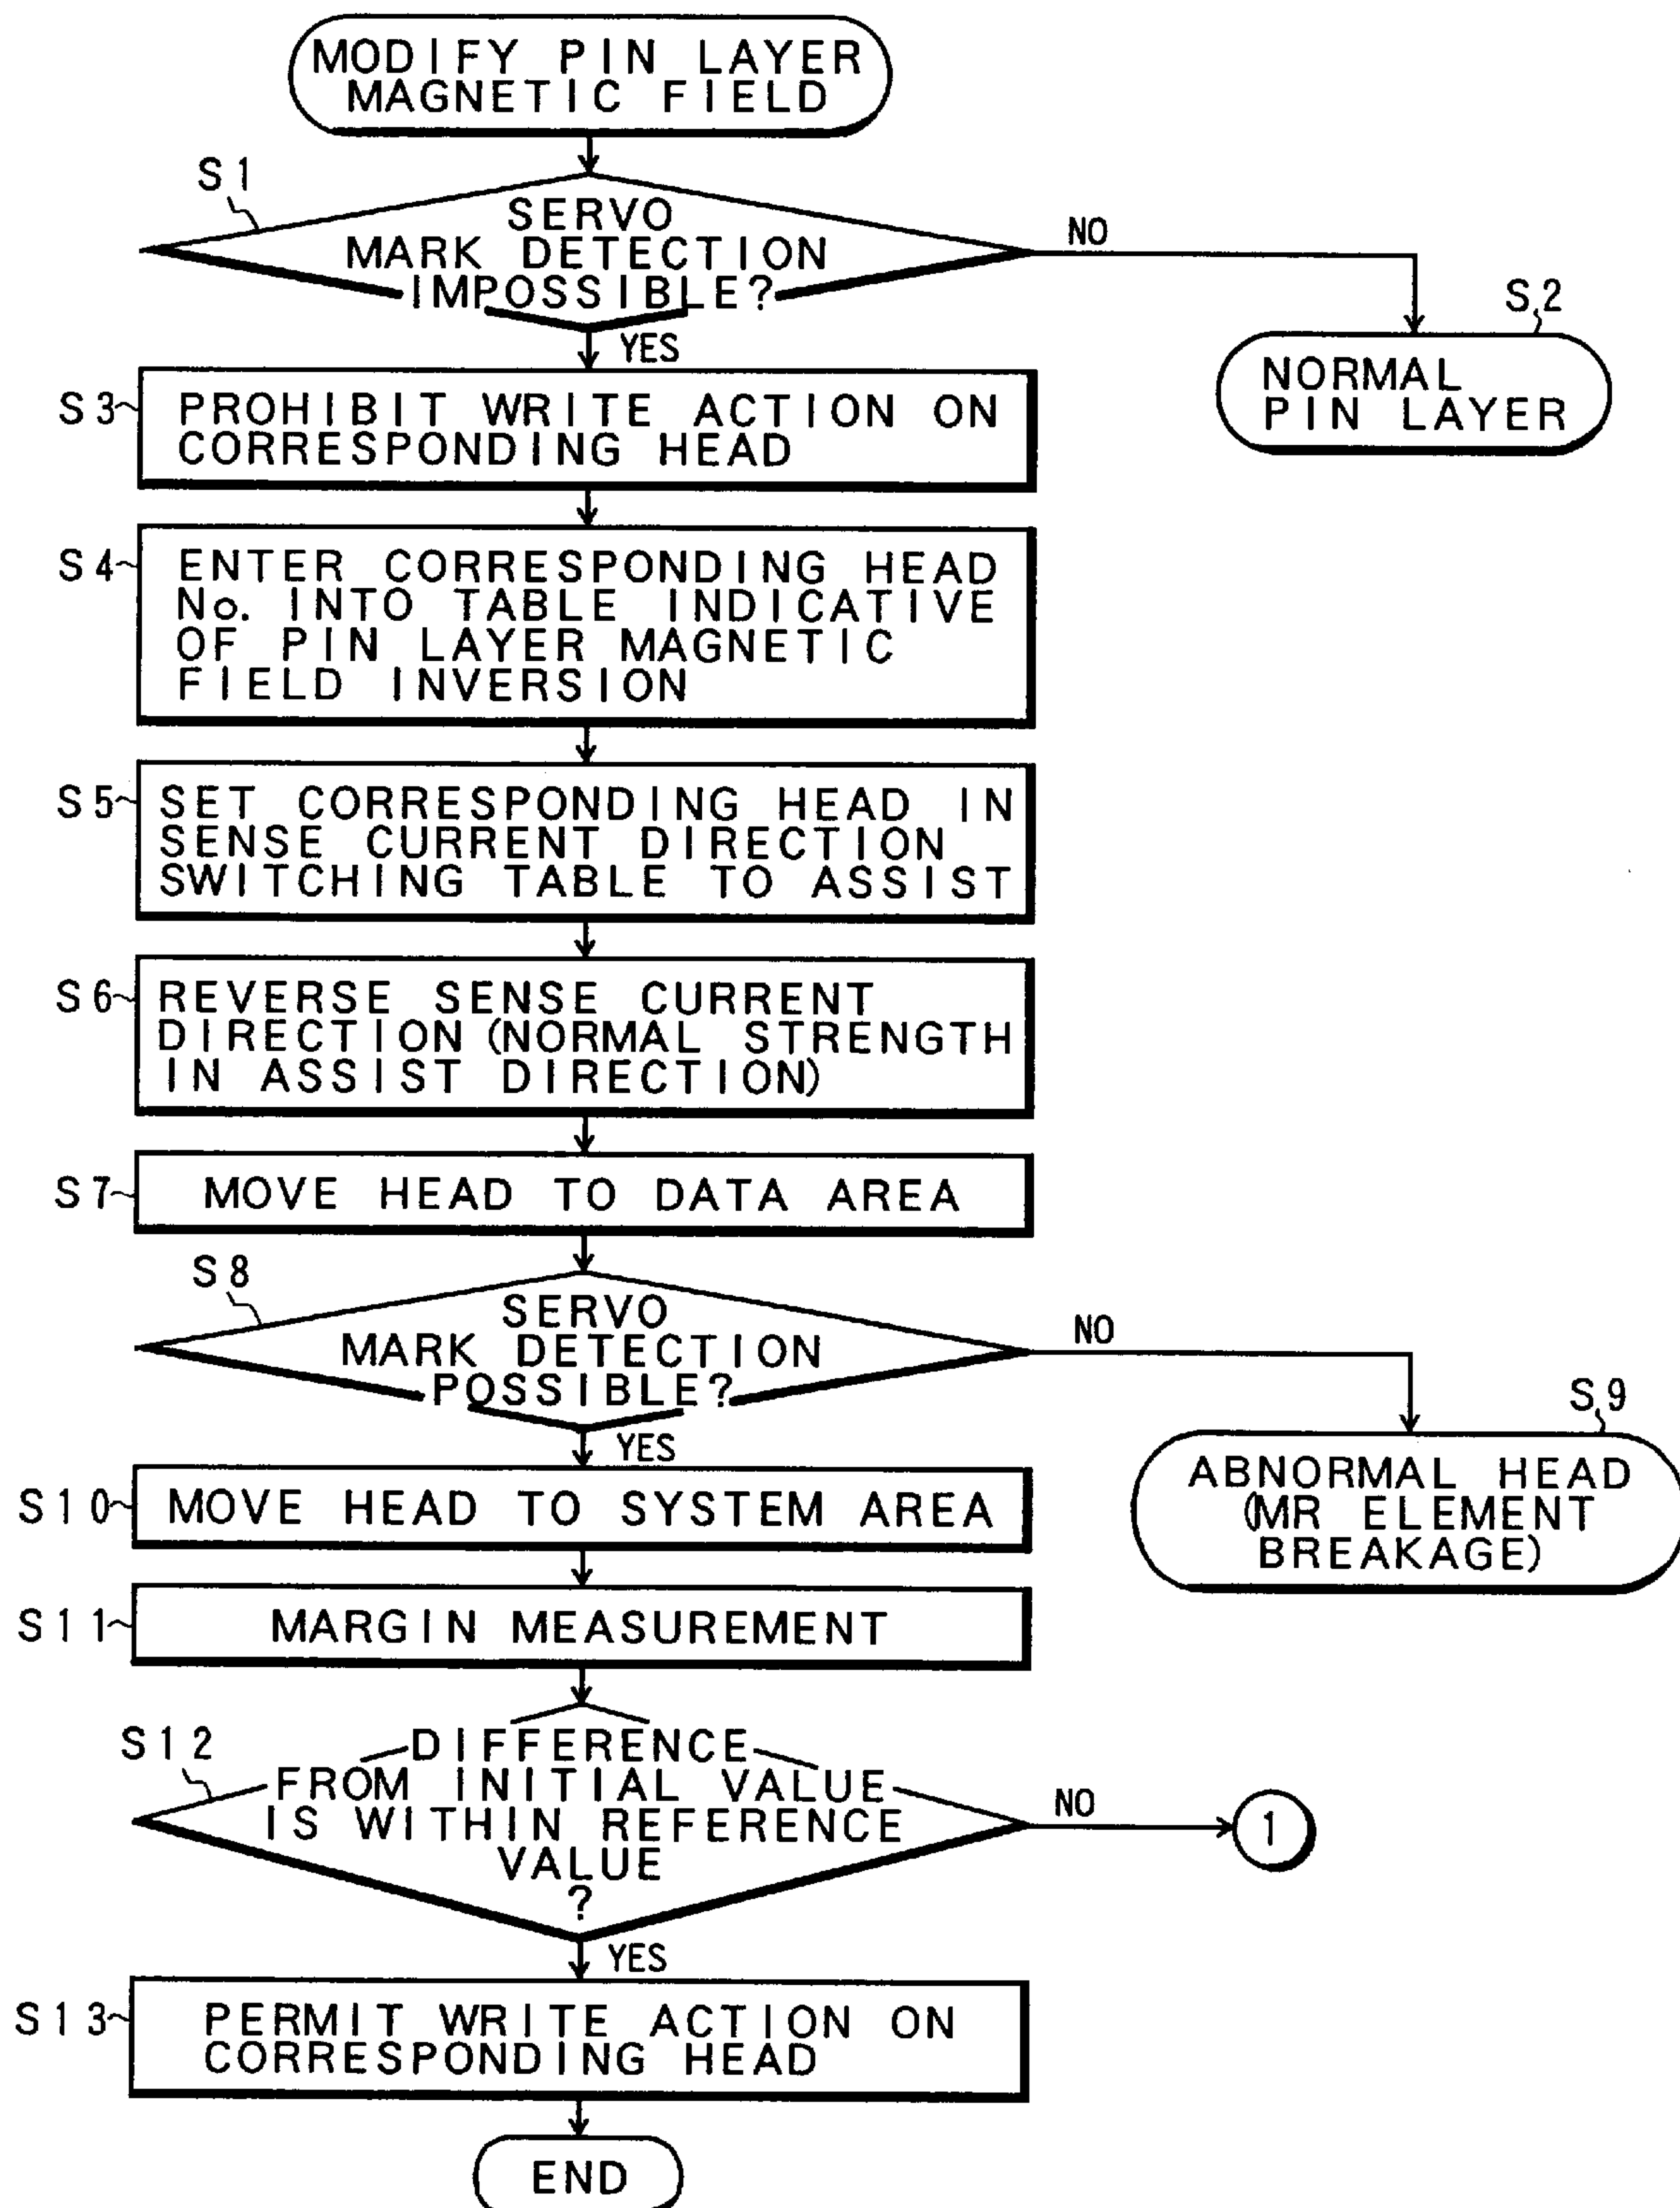 MODIFY PIN LAYER
MAGNETIC FIELD
S1
SERVO
MARK DETECTION
IMPOSSIBLE?
NO
YES
S2
NORMAL
PIN LAYER
S3
PROHIBIT WRITE ACTION ON
CORRESPONDING HEAD
S4
ENTER CORRESPONDING HEAD
No. INTO TABLE INDICATIVE
OF PIN LAYER MAGNETIC
FIELD INVERSION
S5
SET CORRESPONDING HEAD IN
SENSE CURRENT DIRECTION
SWITCHING TABLE TO ASSIST
S6
REVERSE SENSE CURRENT
DIRECTION (NORMAL STRENGTH
IN ASSIST DIRECTION)
S7
MOVE HEAD TO DATA AREA
S8
SERVO
MARK DETECTION
POSSIBLE?
NO
YES
S9
ABNORMAL HEAD
(MR ELEMENT
BREAKAGE)
S10
MOVE HEAD TO SYSTEM AREA
S11
MARGIN MEASUREMENT
S12
DIFFERENCE
FROM INITIAL VALUE
IS WITHIN REFERENCE
VALUE
?
NO
1
YES
S13
PERMIT WRITE ACTION ON
CORRESPONDING HEAD
END